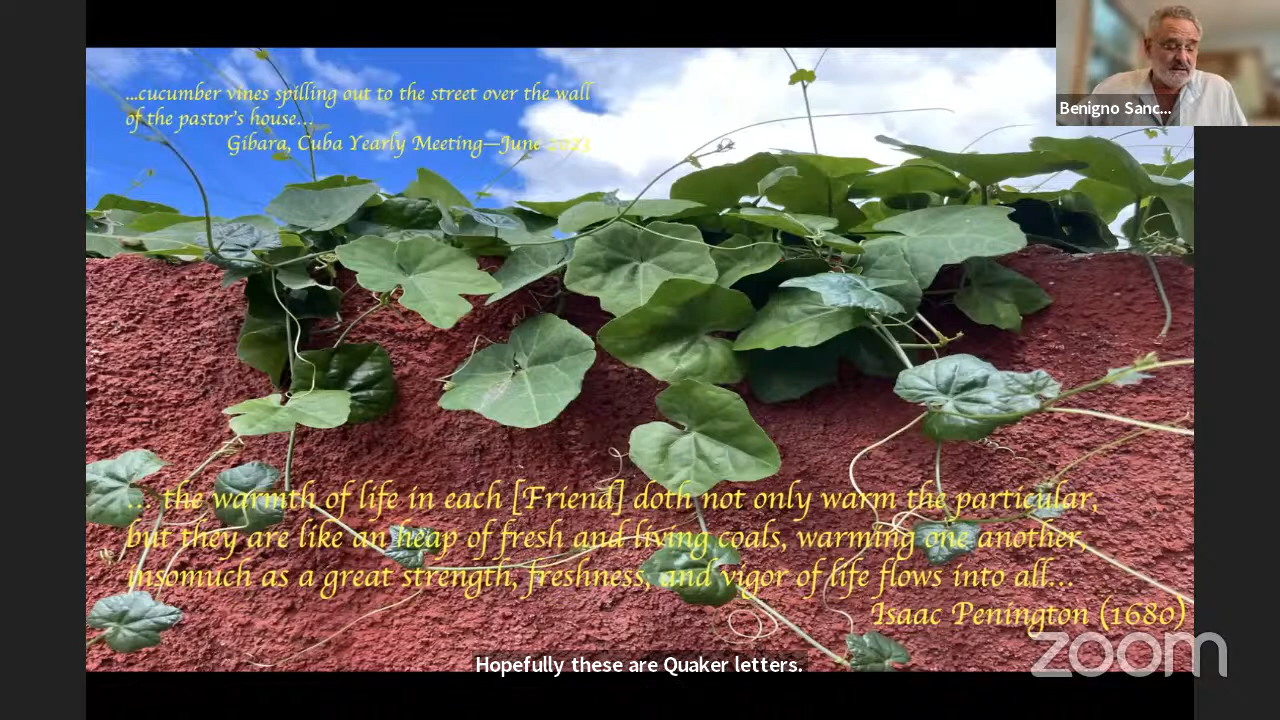 ...cucumber vines spilling out to the street over the wall
of the pastor's house...
Gibara, Cuba Yearly Meeting—June 2023
Benigno Sanc...
... the warmth of life in each [Friend] doth not only warm the particular,
but they are like an heap of fresh and living coals, warming one another,
insomuch as a great strength, freshness, and vigor of life flows into all...
Isaac Penington (1680)
Hopefully these are Quaker letters.
zoom